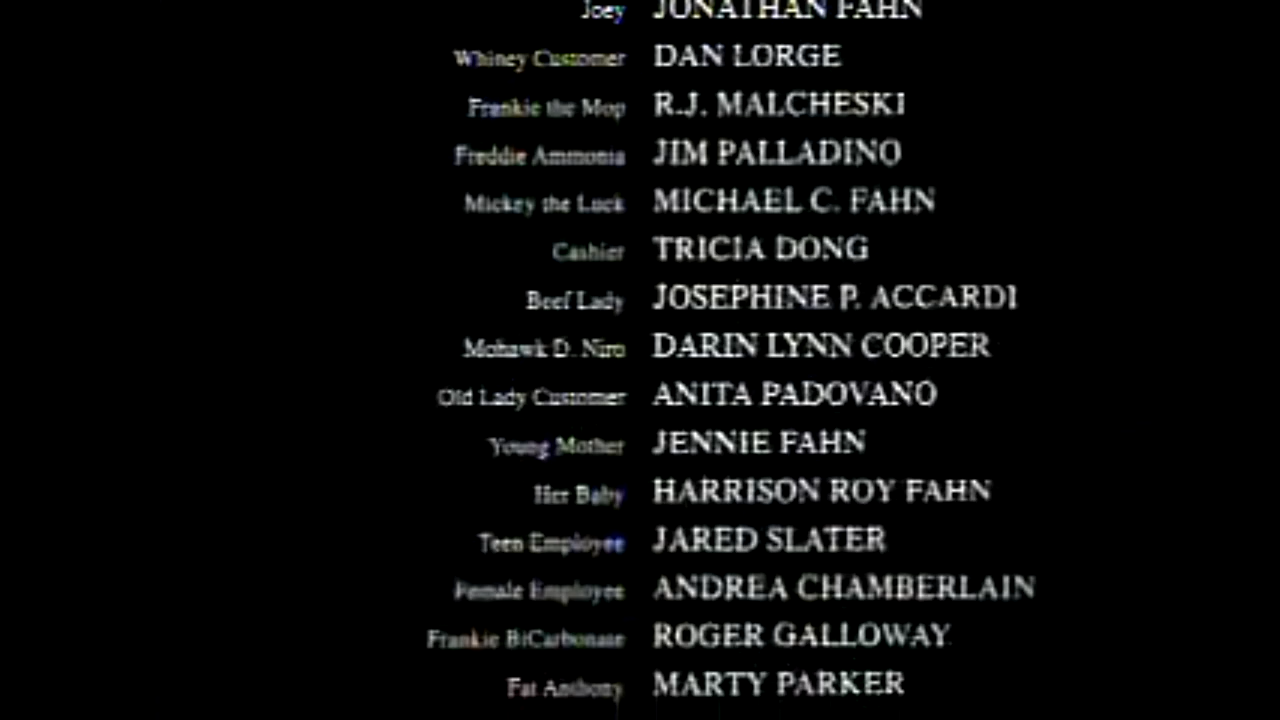 Joey JONATHAN FAHN
Whiney Customer DAN LORGE
Frankie the Mop R.J. MALCHESKI
Freddie Ammonia JIM PALLADINO
Mickey the Lock MICHAEL C. FAHN
Cashier TRICIA DONG
Beef Lady JOSEPHINE P. ACCARDI
Mohawk D. Niro DARIN LYNN COOPER
Old Lady Customer ANITA PADOVANO
Young Mother JENNIE FAHN
Her Baby HARRISON ROY FAHN
Teen Employee JARED SLATER
Female Employee ANDREA CHAMBERLAIN
Frankie BiCarbonate ROGER GALLOWAY
Fat Anthony MARTY PARKER